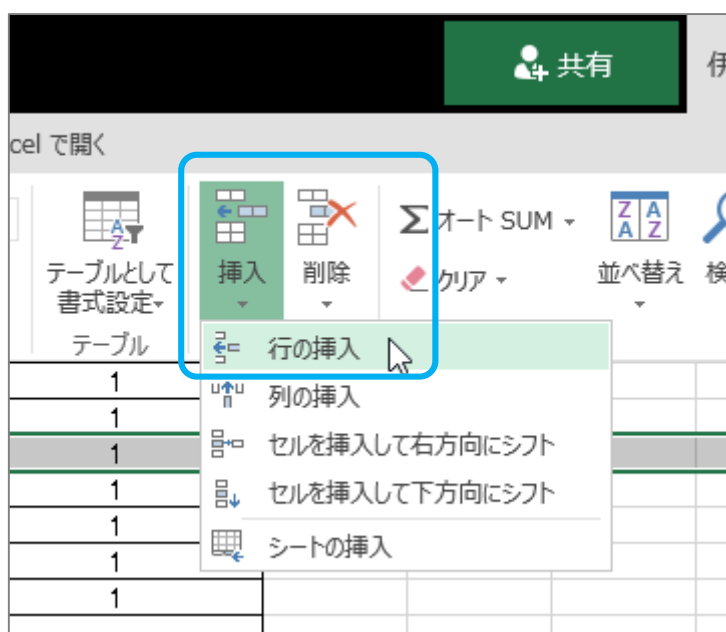 共有
伊
cel で開く
テーブルとして
書式設定
テーブル
挿入
削除
Σ オート SUM
クリア
並べ替え
検
行の挿入
列の挿入
セルを挿入して右方向にシフト
セルを挿入して下方向にシフト
シートの挿入
1
1
1
1
1
1
1